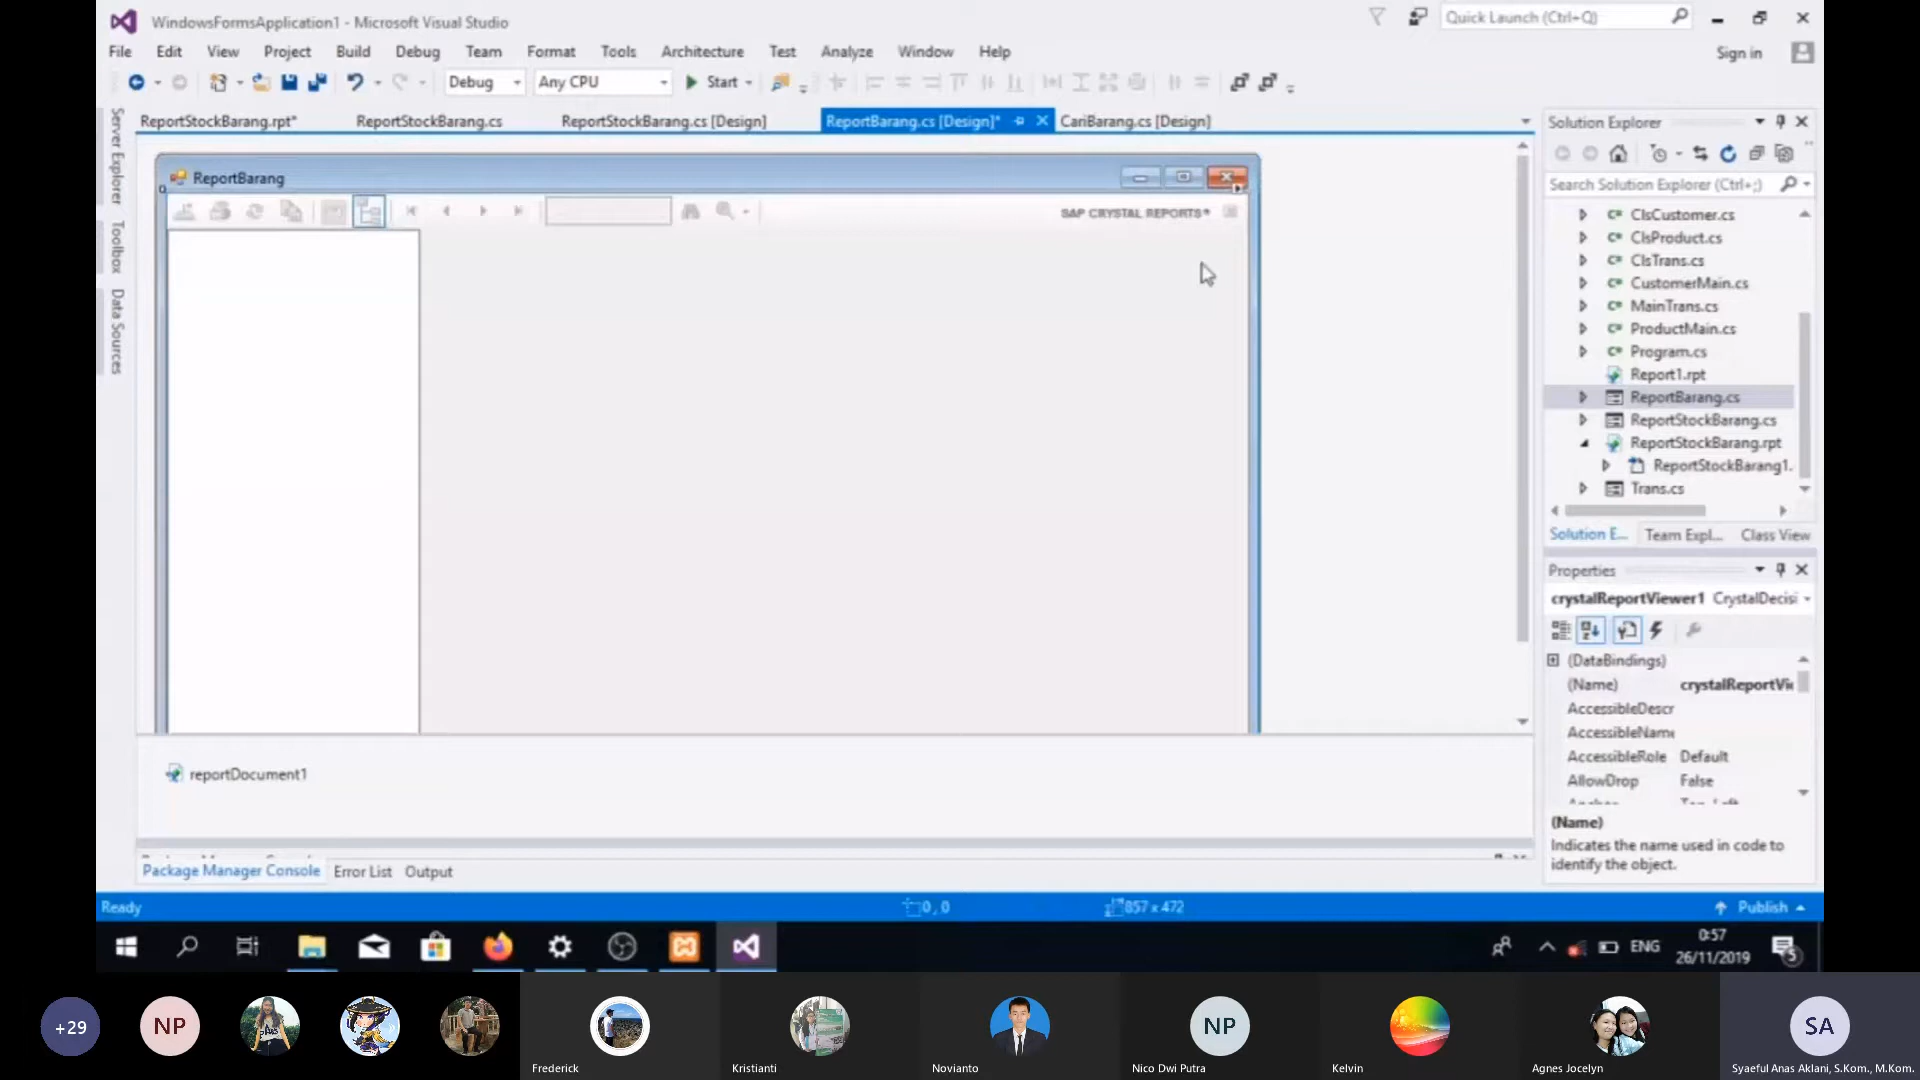 WindowsFormsApplication1 - Microsoft Visual Studio
Quick Launch (Ctrl+Q)
File Edit View Project Build Debug Team Format Tools Architecture Test Analyze Window Help
Sign in
Debug Any CPU Start
ReportStockBarang.rpt* ReportStockBarang.cs ReportStockBarang.cs [Design] ReportBarang.cs [Design]* CariBarang.cs [Design]
Server Explorer
Toolbox
Data Sources
ReportBarang
SAP CRYSTAL REPORTS®
reportDocument1
Package Manager Console Error List Output
Solution Explorer
Search Solution Explorer (Ctrl+;)
ClsCustomer.cs
ClsProduct.cs
ClsTrans.cs
CustomerMain.cs
MainTrans.cs
ProductMain.cs
Program.cs
Report1.rpt
ReportBarang.cs
ReportStockBarang.cs
ReportStockBarang.rpt
ReportStockBarang1.
Trans.cs
Solution E... Team Expl... Class View
Properties
crystalReportViewer1 CrystalDecisi
(DataBindings)
(Name) crystalReportVie
AccessibleDescr
AccessibleName
AccessibleRole Default
AllowDrop False
(Name)
Indicates the name used in code to
identify the object.
Ready 0, 0 857 x 472 Publish
ENG
0:57
26/11/2019
5
+29
NP
NP
SA
Frederick Kristianti Novianto Nico Dwi Putra Kelvin Agnes Jocelyn Syaeful Anas Aklani, S.Kom., M.Kom.